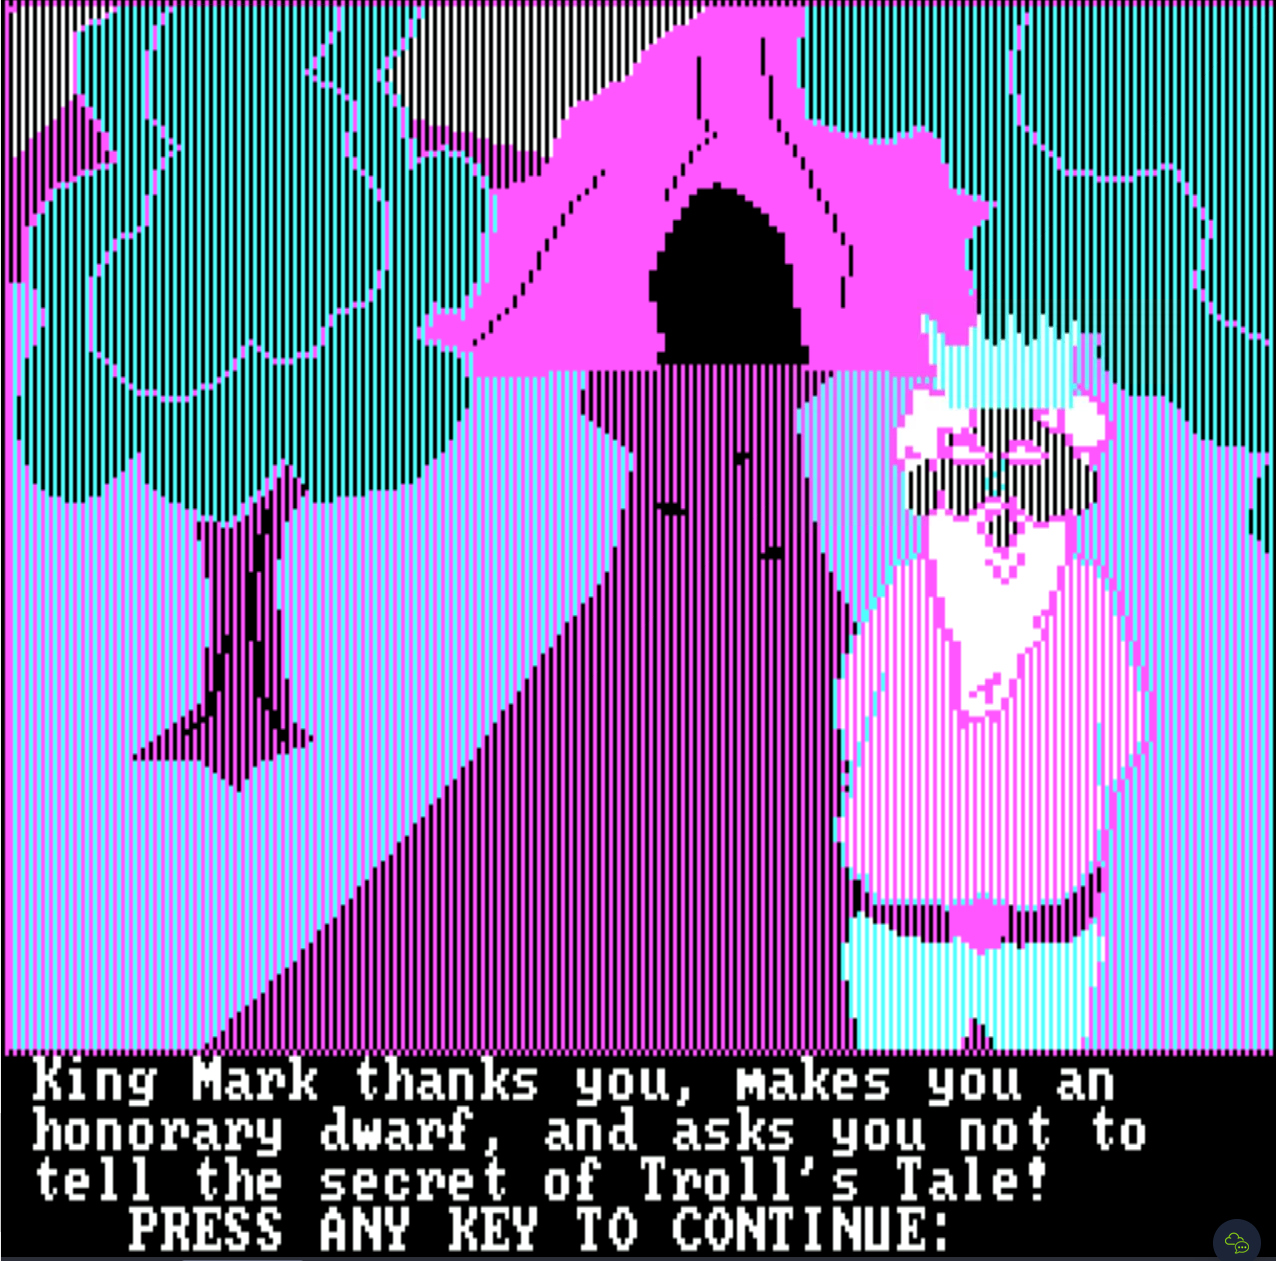 King Mark thanks you, makes you an
honorary dwarf, and asks you not to
tell the secret of Troll's Tale!
PRESS ANY KEY TO CONTINUE: